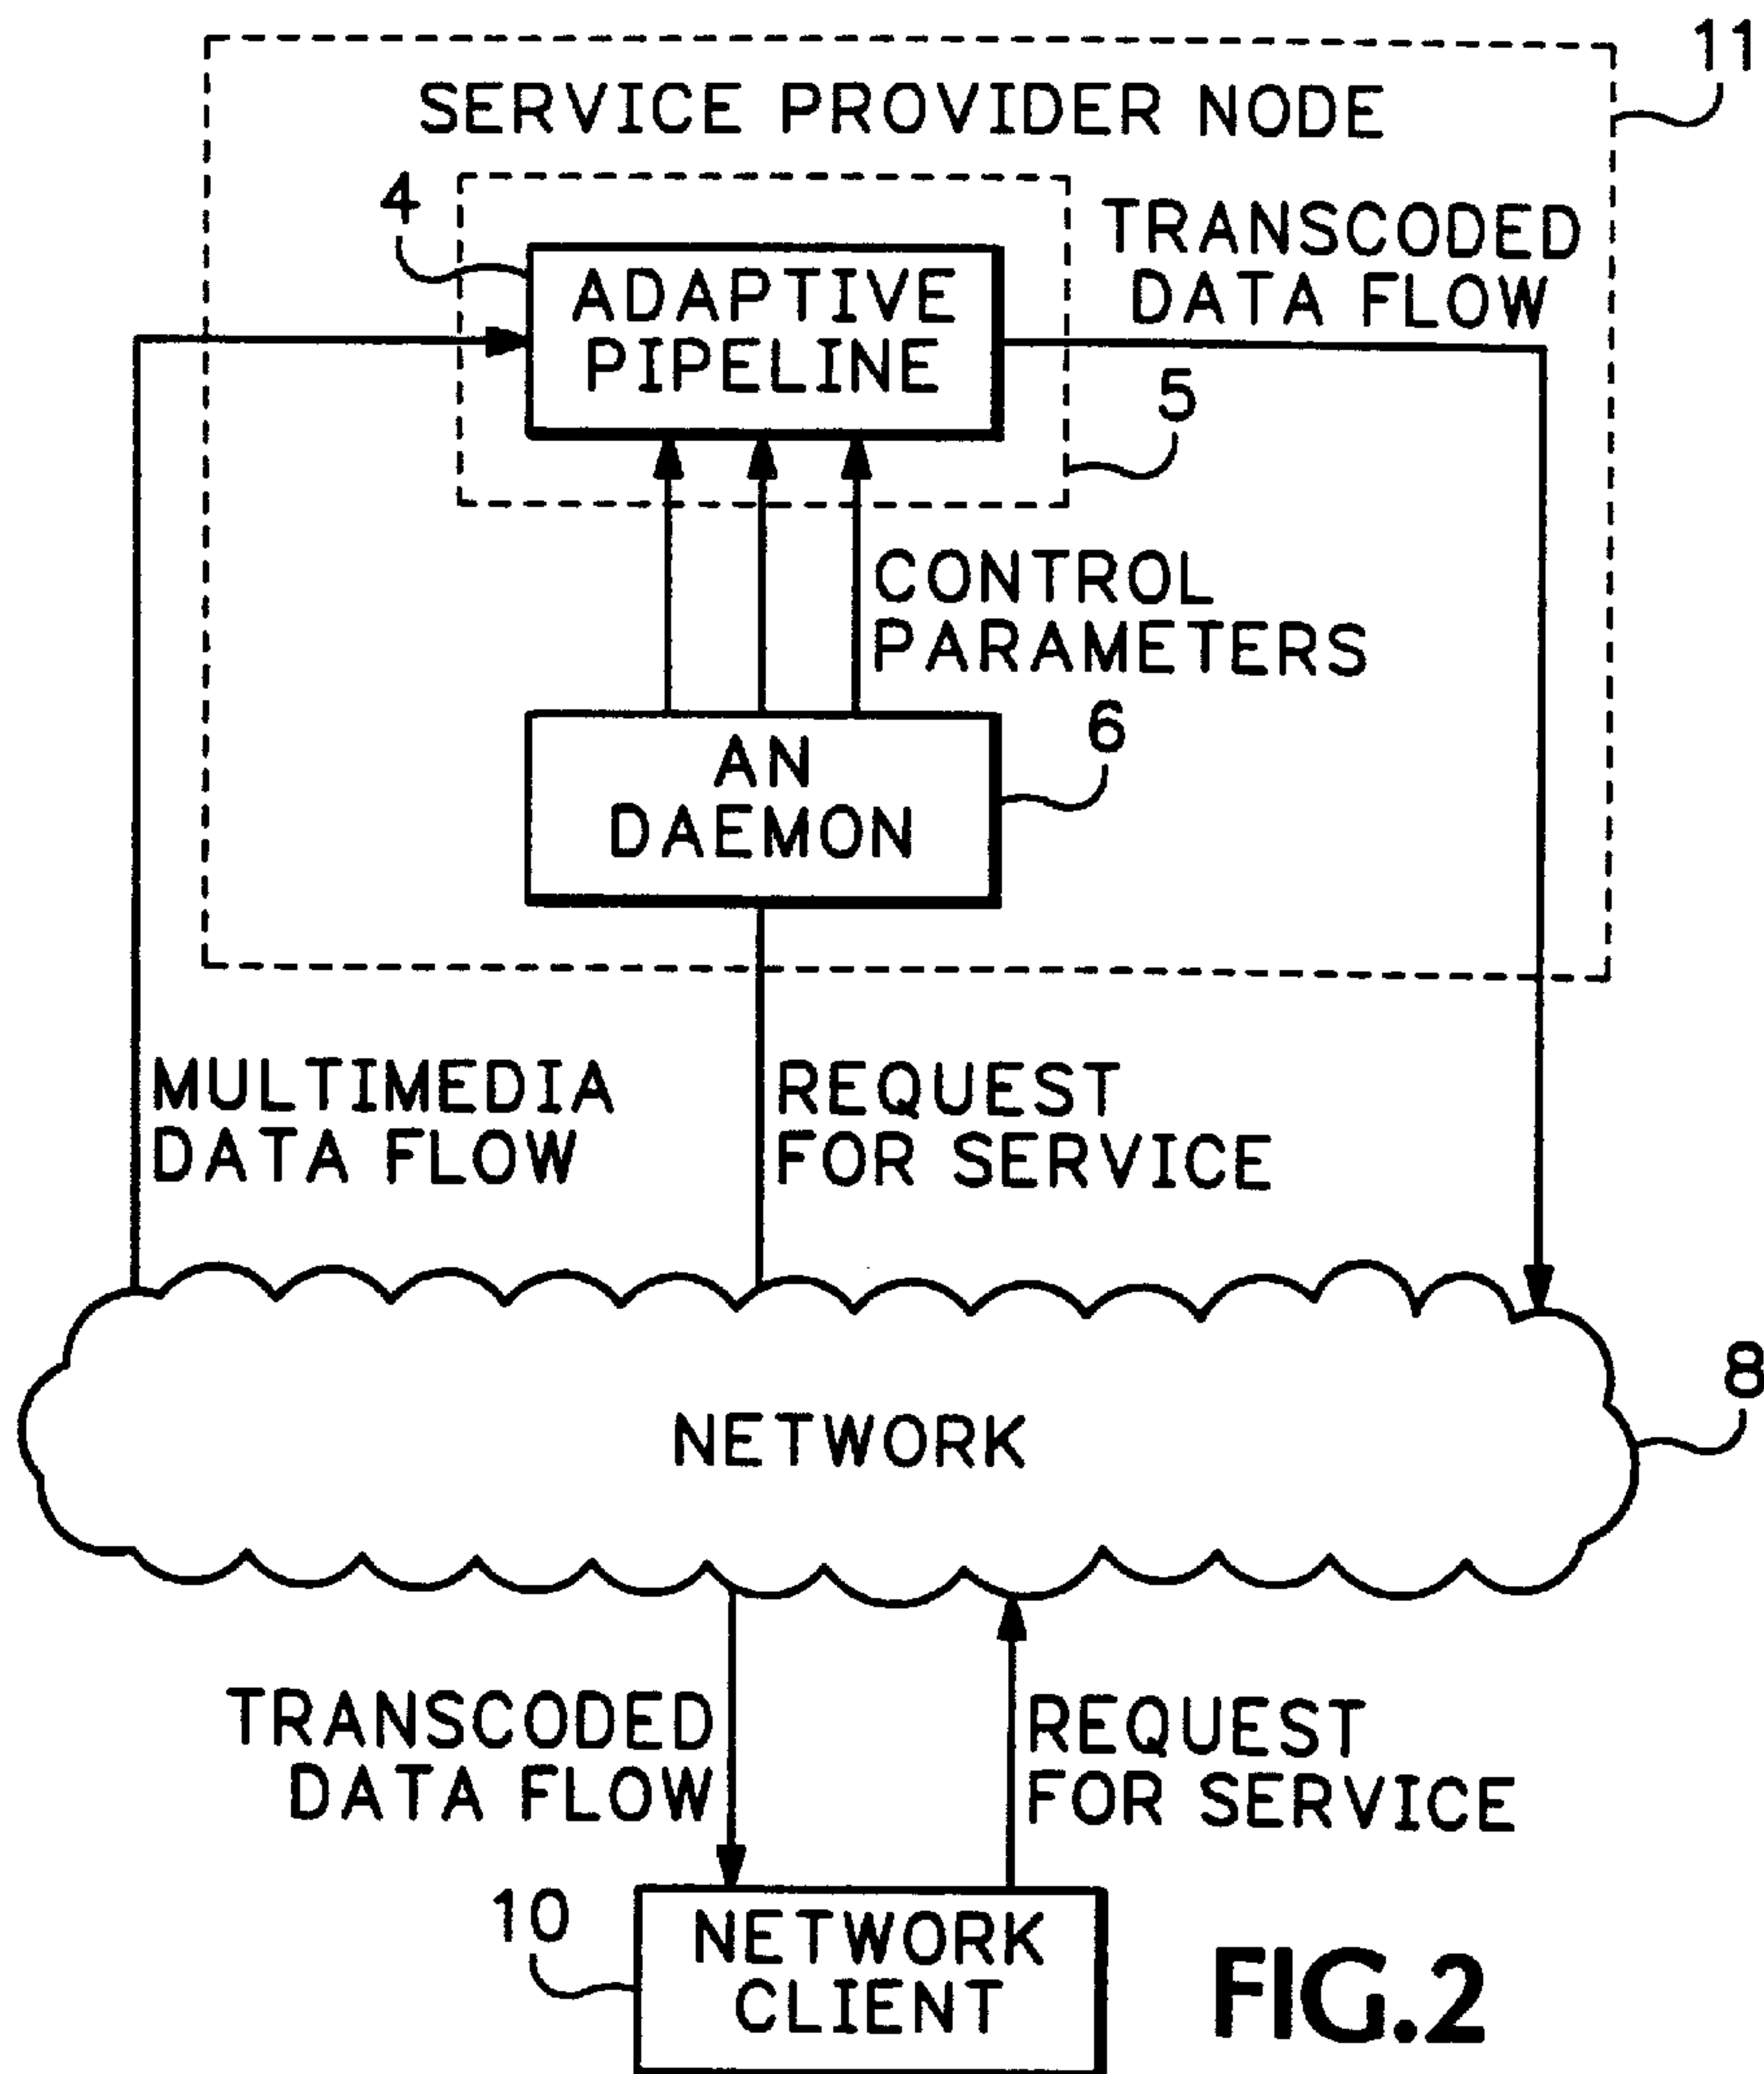 11
SERVICE PROVIDER NODE
4
TRANSCODED
DATA FLOW
ADAPTIVE
PIPELINE
5
CONTROL
PARAMETERS
6
AN
DAEMON
MULTIMEDIA
DATA FLOW
REQUEST
FOR SERVICE
8
NETWORK
TRANSCODED
DATA FLOW
REQUEST
FOR SERVICE
10
NETWORK
CLIENT
FIG.2